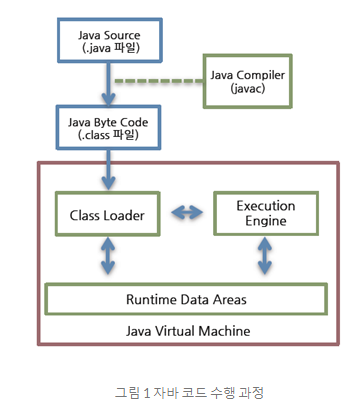 Java Source
(.java 파일)
Java Compiler
(javac)
Java Byte Code
(.class 파일)
Class Loader
Execution
Engine
Runtime Data Areas
Java Virtual Machine
그림 1 자바 코드 수행 과정